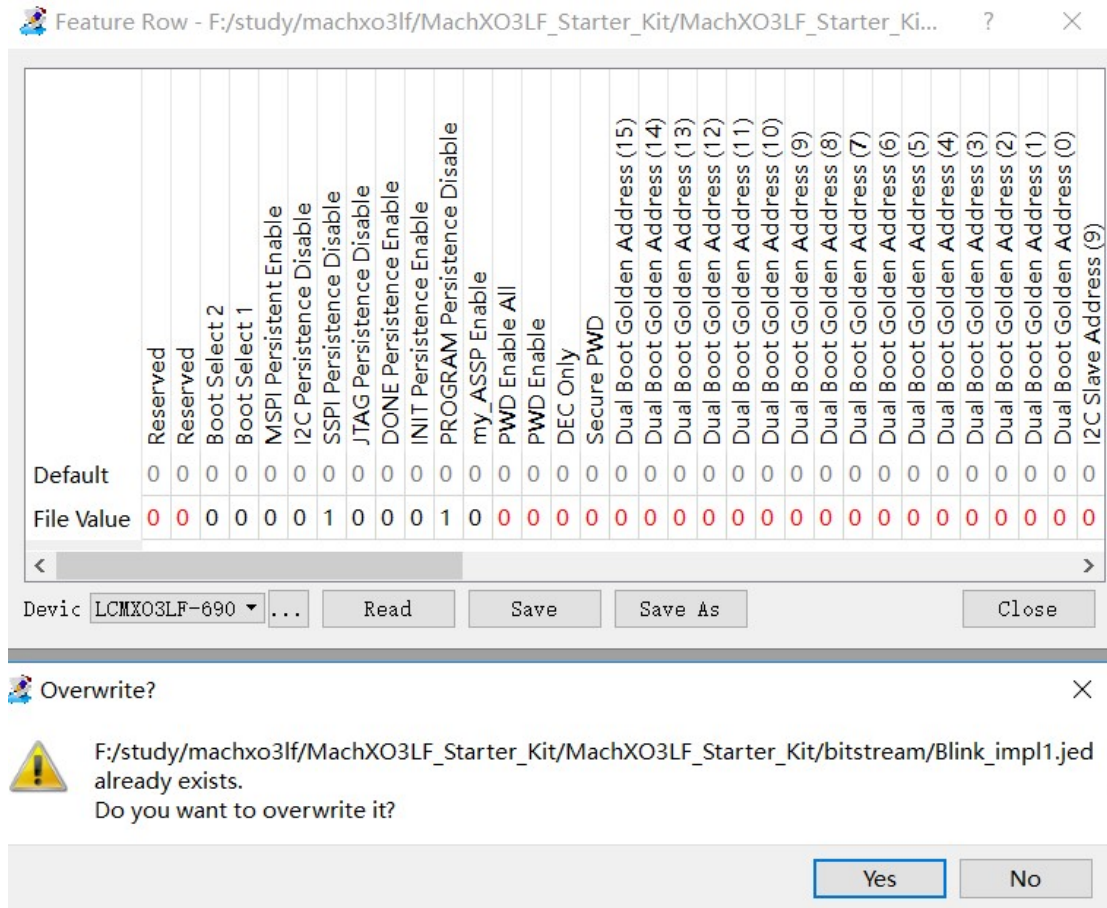 Feature Row - F:/study/machxo3lf/MachXO3LF_Starter_Kit/MachXO3LF_Starter_Ki... ? ×
Reserved
Reserved
Boot Select 2
Boot Select 1
MSPI Persistent Enable
I2C Persistence Disable
SSPI Persistence Disable
JTAG Persistence Disable
DONE Persistence Enable
INIT Persistence Enable
PROGRAM Persistence Disable
my_ASSP Enable
PWD Enable All
PWD Enable
DEC Only
Secure PWD
Dual Boot Golden Address (15)
Dual Boot Golden Address (14)
Dual Boot Golden Address (13)
Dual Boot Golden Address (12)
Dual Boot Golden Address (11)
Dual Boot Golden Address (10)
Dual Boot Golden Address (9)
Dual Boot Golden Address (8)
Dual Boot Golden Address (7)
Dual Boot Golden Address (6)
Dual Boot Golden Address (5)
Dual Boot Golden Address (4)
Dual Boot Golden Address (3)
Dual Boot Golden Address (2)
Dual Boot Golden Address (1)
Dual Boot Golden Address (0)
I2C Slave Address (9)
Default 0 0 0 0 0 0 0 0 0 0 0 0 0 0 0 0 0 0 0 0 0 0 0 0 0 0 0 0 0 0 0 0 0
File Value 0 0 0 0 0 0 1 0 0 0 1 0 0 0 0 0 0 0 0 0 0 0 0 0 0 0 0 0 0 0 0 0 0
Devic LCMXO3LF-690 ... Read Save Save As Close
Overwrite? ×
F:/study/machxo3lf/MachXO3LF_Starter_Kit/MachXO3LF_Starter_Kit/bitstream/Blink_impl1.jed
already exists.
Do you want to overwrite it?
Yes No